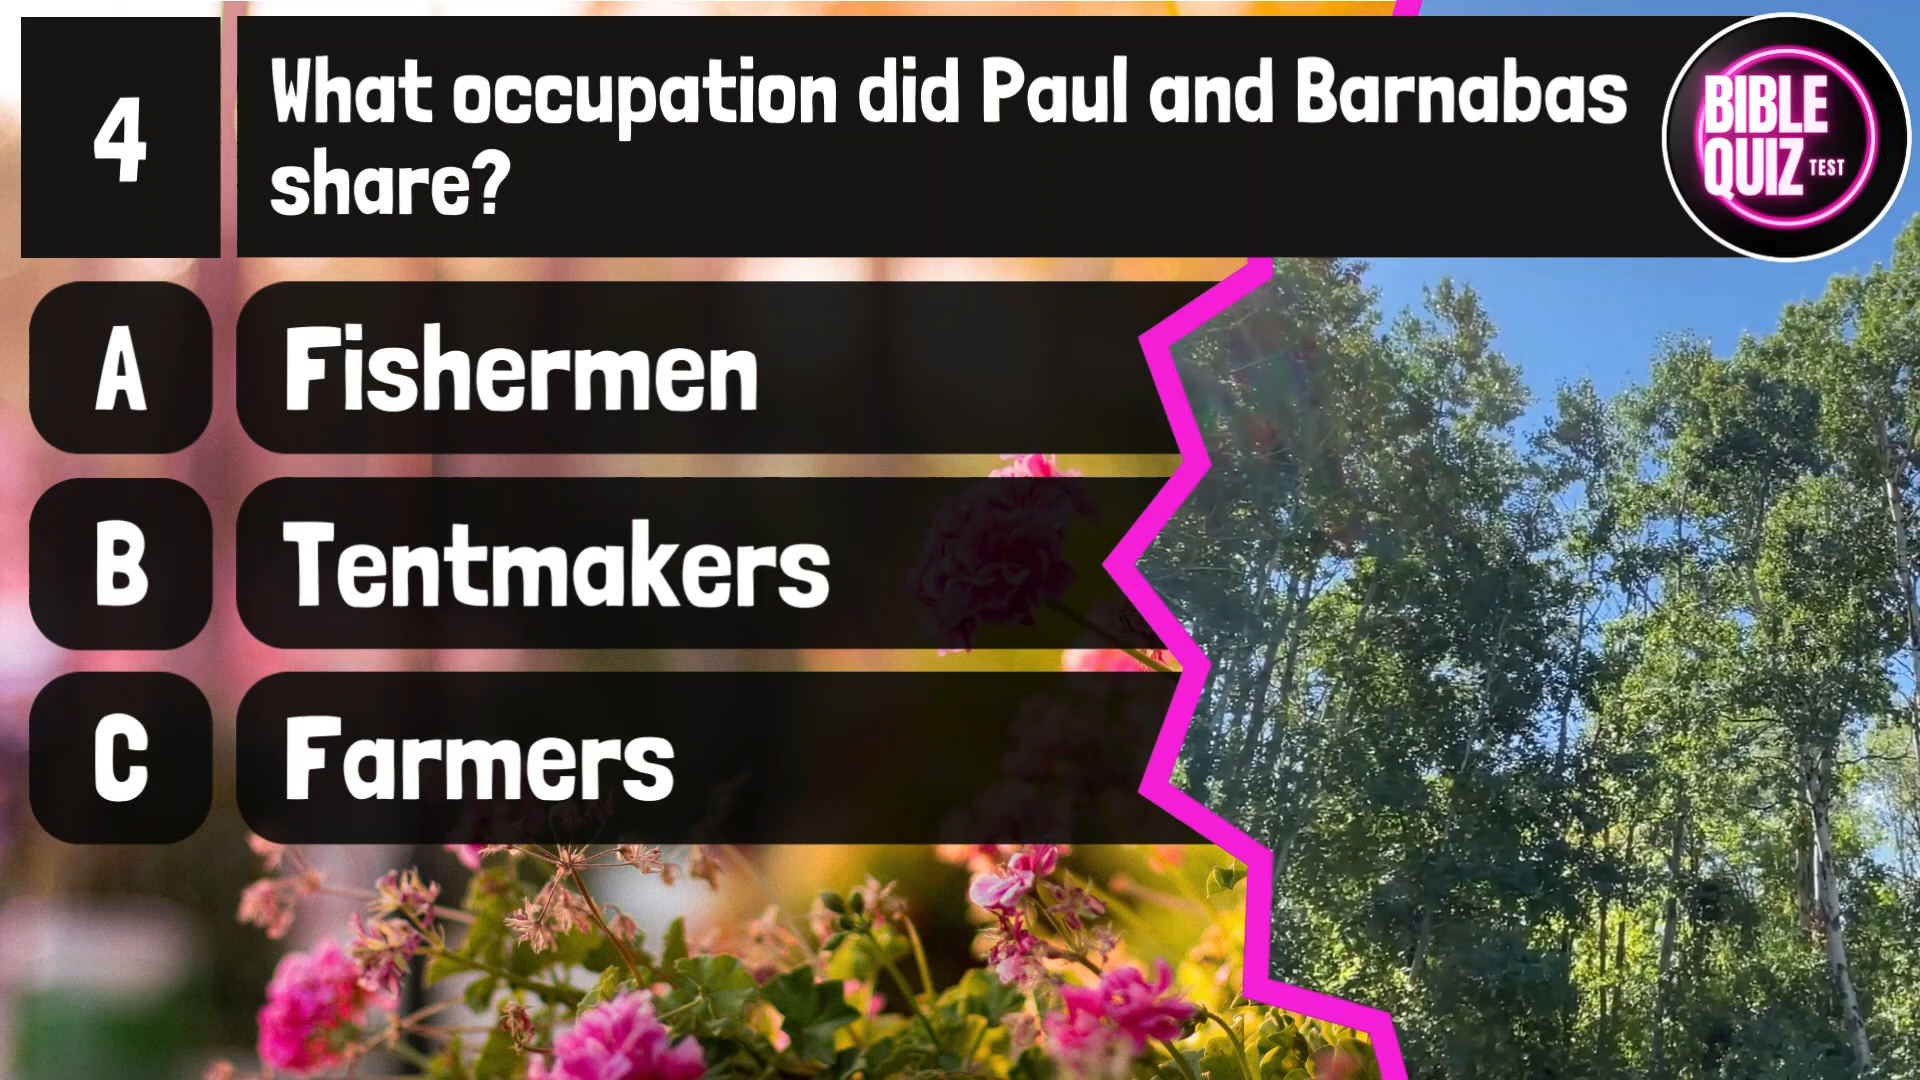 4
What occupation did Paul and Barnabas
share?
BIBLE
QUIZ TEST
A
Fishermen
B
Tentmakers
C
Farmers